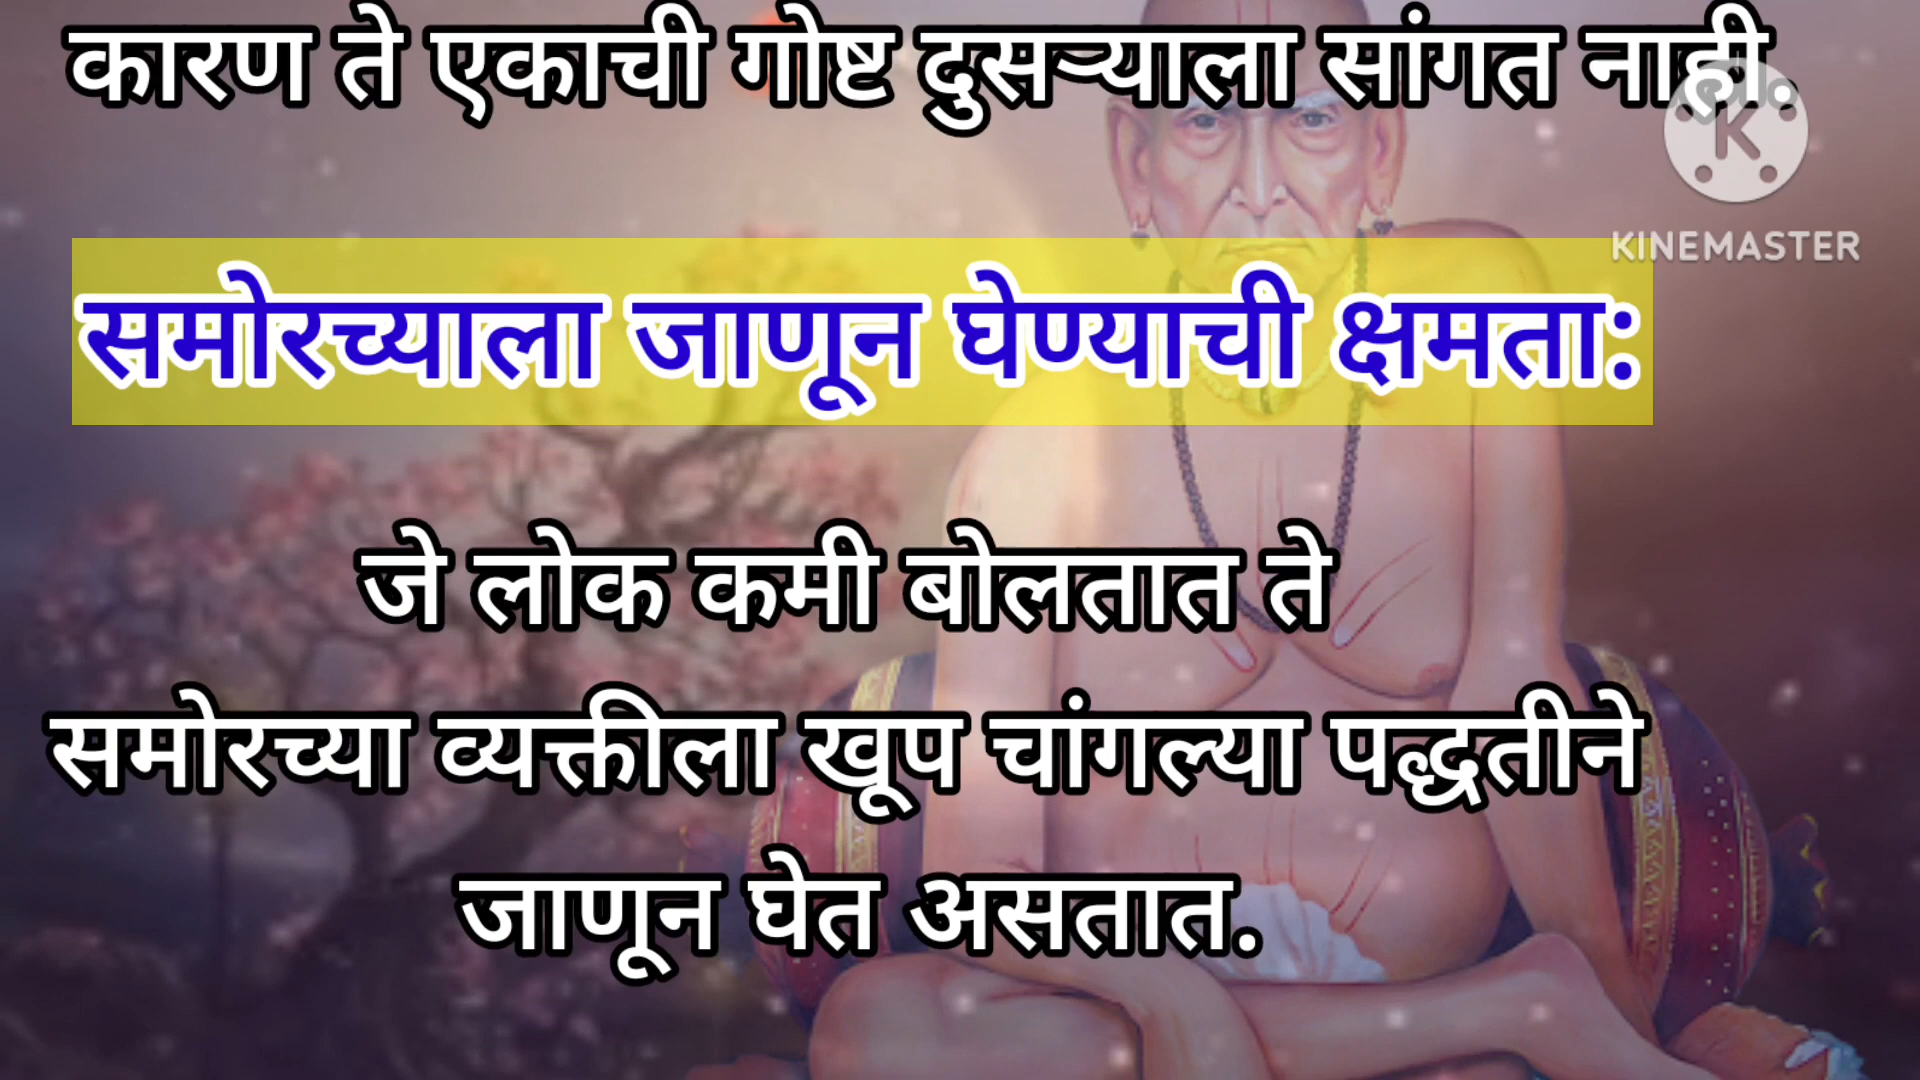 कारण ते एकाची गोष्ट दुसऱ्याला सांगत नाही.
K
KINEMASTER
समोरच्याला जाणून घेण्याची क्षमता:
जे लोक कमी बोलतात ते
समोरच्या व्यक्तीला खूप चांगल्या पद्धतीने
जाणून घेत असतात.